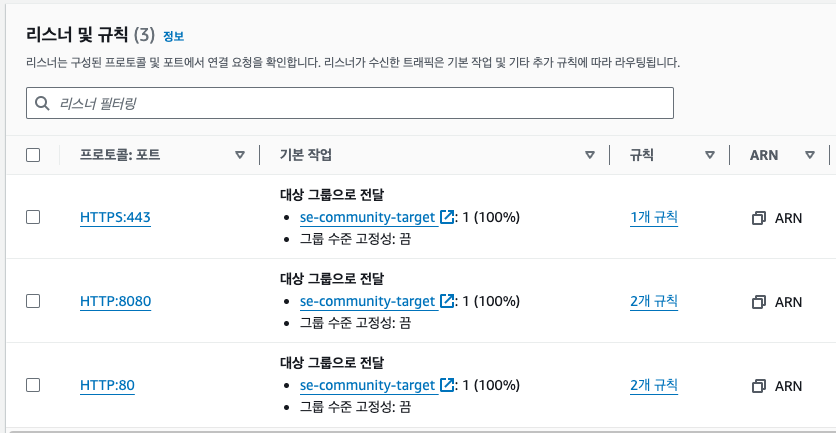 리스너 및 규칙 (3) 정보
리스너는 구성된 프로토콜 및 포트에서 연결 요청을 확인합니다. 리스너가 수신한 트래픽은 기본 작업 및 기타 추가 규칙에 따라 라우팅됩니다.
리스너 필터링
프로토콜: 포트 기본 작업 규칙 ARN
대상 그룹으로 전달
HTTPS:443 • se-community-target : 1 (100%) 1개 규칙 ARN
• 그룹 수준 고정성: 끔
대상 그룹으로 전달
HTTP:8080 • se-community-target : 1 (100%) 2개 규칙 ARN
• 그룹 수준 고정성: 끔
대상 그룹으로 전달
HTTP:80 • se-community-target : 1 (100%) 2개 규칙 ARN
• 그룹 수준 고정성: 끔